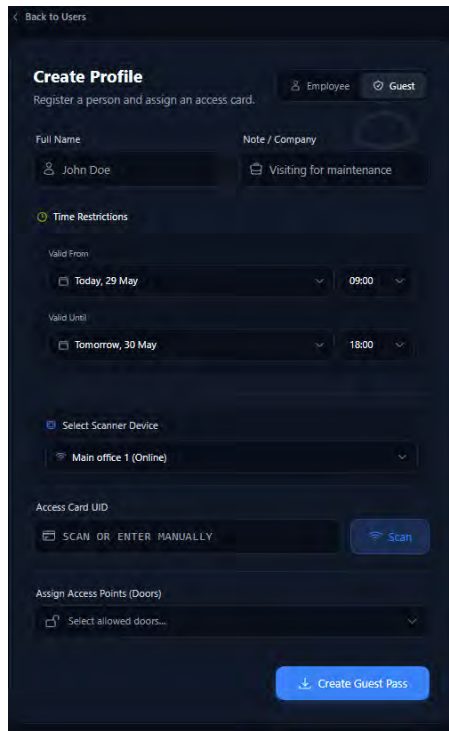 Back to Users
Create Profile
Register a person and assign an access card.
Employee
Guest
Full Name
Note / Company
John Doe
Visiting for maintenance
Time Restrictions
Valid From
Today, 29 May
09:00
Valid Until
Tomorrow, 30 May
18:00
Select Scanner Device
Main office 1 (Online)
Access Card UID
SCAN OR ENTER MANUALLY
Scan
Assign Access Points (Doors)
Select allowed doors...
Create Guest Pass